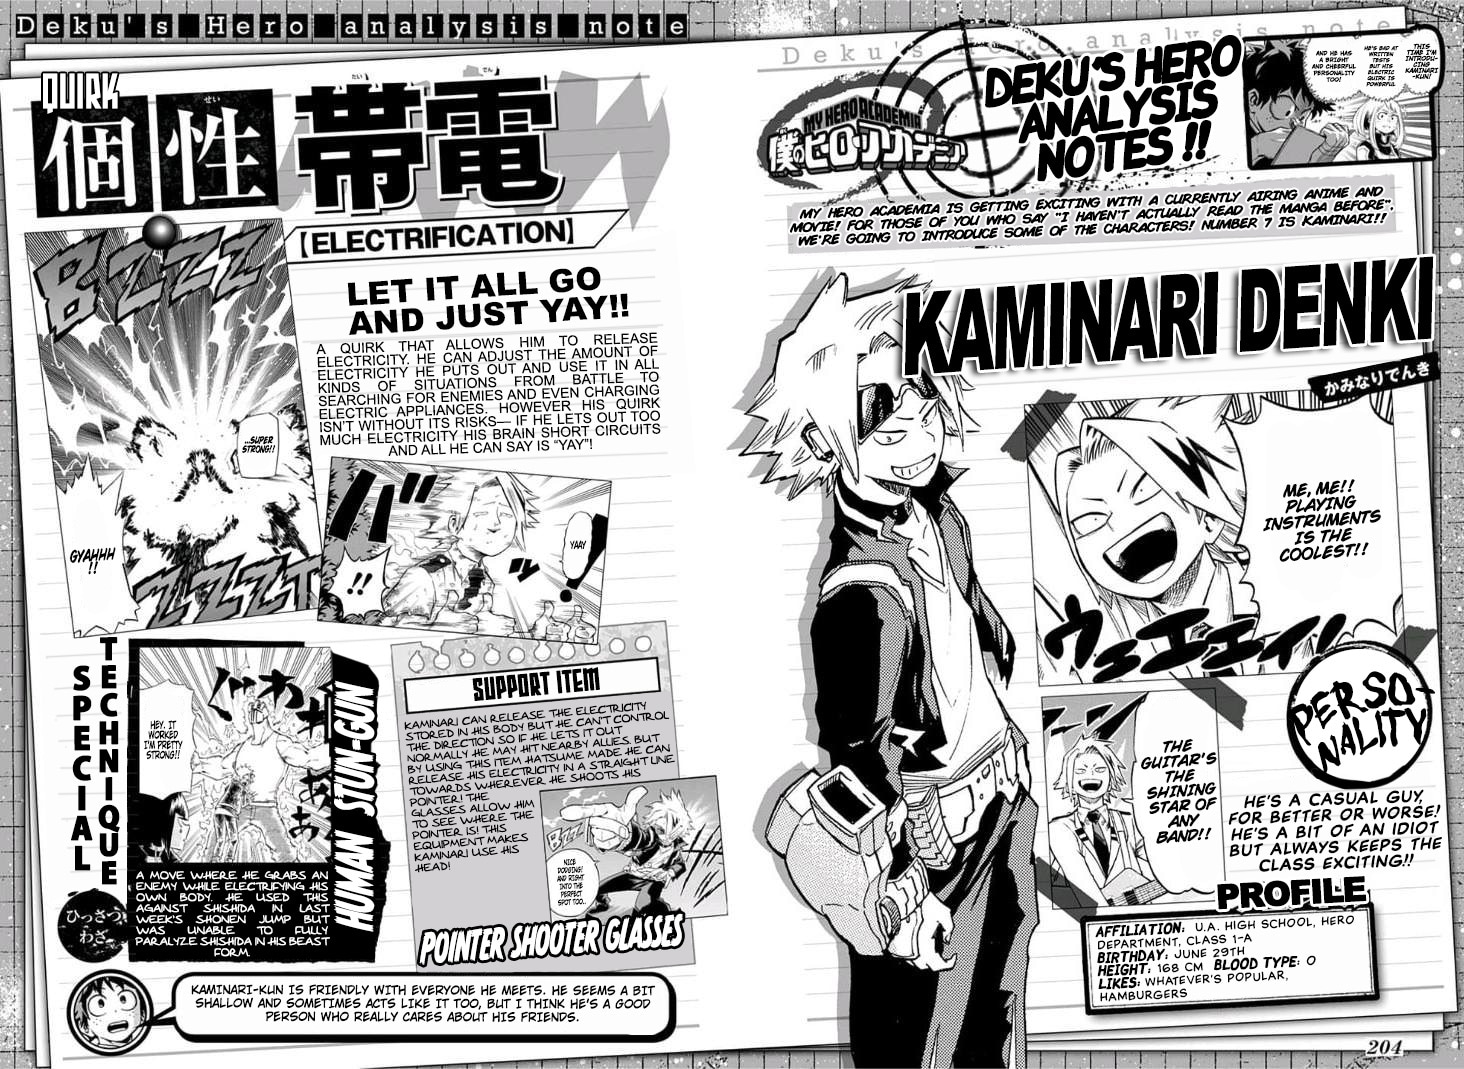 Deku's Hero analysis note
QUIRK
個性 帯電
せい
たい
でん
【ELECTRIFICATION】
LET IT ALL GO
AND JUST YAY!!
A QUIRK THAT ALLOWS HIM TO RELEASE
ELECTRICITY. HE CAN ADJUST THE AMOUNT OF
ELECTRICITY HE PUTS OUT AND USE IT IN ALL
KINDS OF SITUATIONS FROM BATTLE TO
SEARCHING FOR ENEMIES AND EVEN CHARGING
ELECTRIC APPLIANCES. HOWEVER HIS QUIRK
ISN'T WITHOUT ITS RISKS— IF HE LETS OUT TOO
MUCH ELECTRICITY HIS BRAIN SHORT CIRCUITS
AND ALL HE CAN SAY IS "YAY"!
BZZZZ
...SUPER
STRONG!!
GYAHHH
!!
ZZZZT
!!
YAAY
SPECIAL
TECHNIQUE
ひっさつ
わざ
HEY. IT
WORKED
I'M PRETTY
STRONG!!
HUMAN STUN-GUN
A MOVE WHERE HE GRABS AN
ENEMY WHILE ELECTRIFYING HIS
OWN BODY. HE USED THIS
AGAINST SHISHIDA IN LAST
WEEK'S SHONEN JUMP BUT
WAS UNABLE TO FULLY
PARALYZE SHISHIDA IN HIS BEAST
FORM.
SUPPORT ITEM
KAMINARI CAN RELEASE THE ELECTRICITY
STORED IN HIS BODY BUT HE CAN'T CONTROL
THE DIRECTION SO IF HE LETS IT OUT
NORMALLY HE MAY HIT NEARBY ALLIES. BUT
BY USING THIS ITEM HATSUME MADE HE CAN
RELEASE HIS ELECTRICITY IN A STRAIGHT LINE
TOWARDS WHEREVER HE SHOOTS HIS
POINTER! THE
GLASSES ALLOW HIM
TO SEE WHERE THE
POINTER IS! THIS
EQUIPMENT MAKES
KAMINARI USE HIS
HEAD!
BZZZ
NICE
DODGING!
AND RIGHT
INTO THE
PERFECT
SPOT TOO..
POINTER SHOOTER GLASSES
KAMINARI-KUN IS FRIENDLY WITH EVERYONE HE MEETS. HE SEEMS A BIT
SHALLOW AND SOMETIMES ACTS LIKE IT TOO, BUT I THINK HE'S A GOOD
PERSON WHO REALLY CARES ABOUT HIS FRIENDS.
Deku's Hero analysis note
MY HERO ACADEMIA
僕のヒーローアカデミア
DEKU'S HERO
ANALYSIS
NOTES!!
THIS
TIME I'M
INTRODU-
CING
KAMINARI
-KUN!
HE'S BAD AT
WRITTEN
TESTS
BUT HIS
ELECTRIC
QUIRK IS
POWERFUL
AND HE HAS
A BRIGHT
AND CHEERFUL
PERSONALITY
TOO!
MY HERO ACADEMIA IS GETTING EXCITING WITH A CURRENTLY AIRING ANIME AND
MOVIE! FOR THOSE OF YOU WHO SAY "I HAVEN'T ACTUALLY READ THE MANGA BEFORE",
WE'RE GOING TO INTRODUCE SOME OF THE CHARACTERS! NUMBER 7 IS KAMINARI!!
KAMINARI DENKI
かみなりでんき
ME, ME!!
PLAYING
INSTRUMENTS
IS THE
COOLEST!!
ウェエエエイ!
PERSO-
NALITY
THE
GUITAR'S
THE
SHINING
STAR OF
ANY
BAND!!
HE'S A CASUAL GUY,
FOR BETTER OR WORSE!
HE'S A BIT OF AN IDIOT
BUT ALWAYS KEEPS THE
CLASS EXCITING!!
PROFILE
AFFILIATION: U.A. HIGH SCHOOL, HERO
DEPARTMENT, CLASS 1-A
BIRTHDAY: JUNE 29TH
HEIGHT: 168 CM BLOOD TYPE: O
LIKES: WHATEVER'S POPULAR,
HAMBURGERS
204